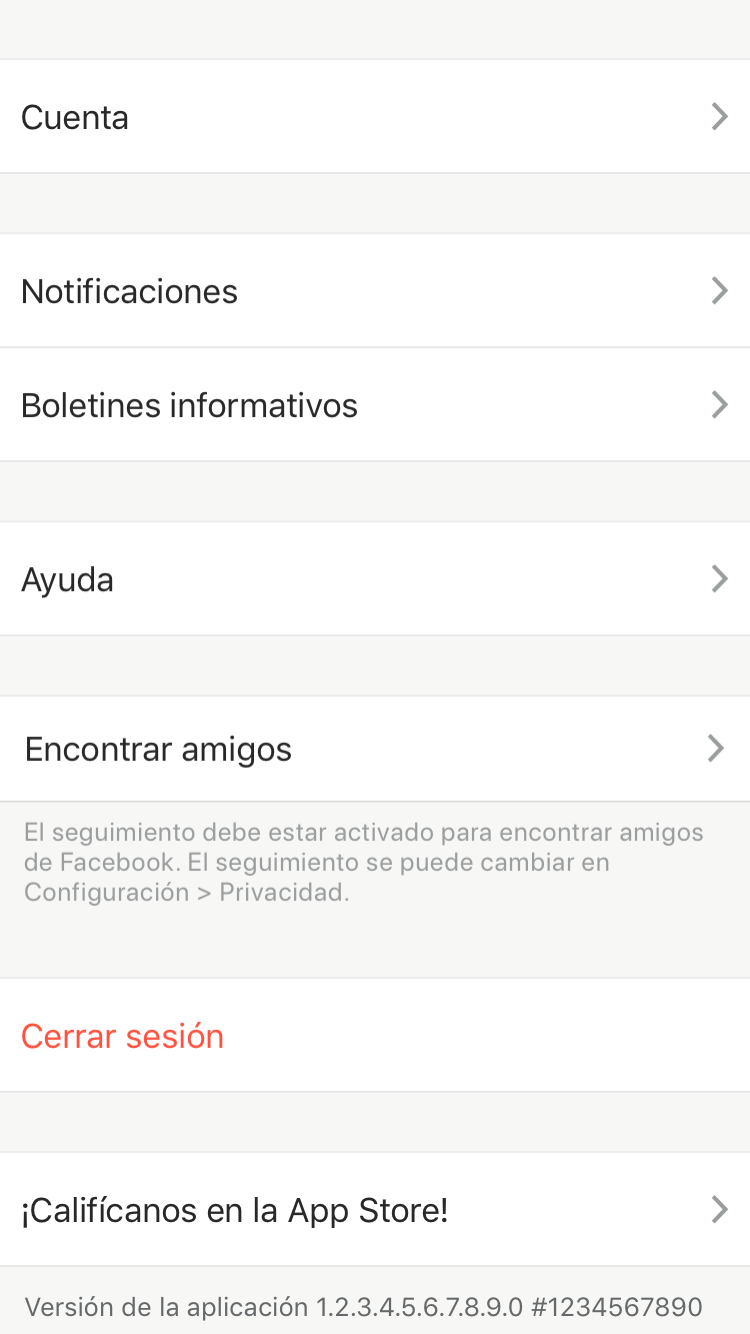 Cuenta
Notificaciones
Boletines informativos
Ayuda
Encontrar amigos
El seguimiento debe estar activado para encontrar amigos
de Facebook. El seguimiento se puede cambiar en
Configuración > Privacidad.
Cerrar sesión
¡Califícanos en la App Store!
Versión de la aplicación 1.2.3.4.5.6.7.8.9.0 #1234567890